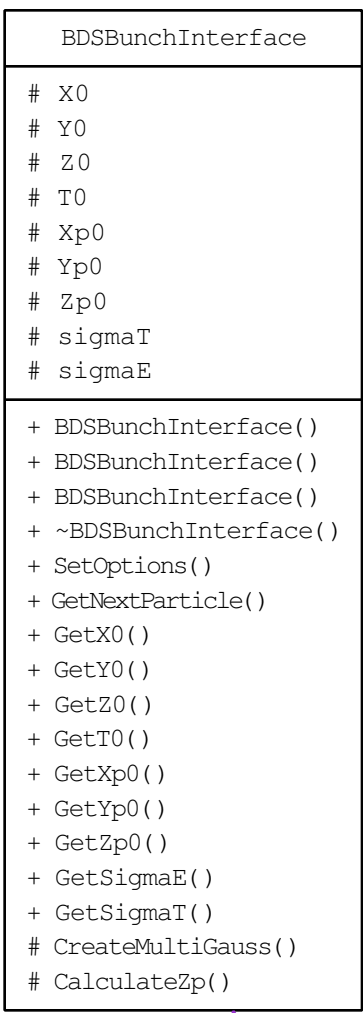 BDSBunchInterface
# X0
# Y0
# Z0
# T0
# Xp0
# Yp0
# Zp0
# sigmaT
# sigmaE
+ BDSBunchInterface()
+ BDSBunchInterface()
+ BDSBunchInterface()
+ ~BDSBunchInterface()
+ SetOptions()
+ GetNextParticle()
+ GetX0()
+ GetY0()
+ GetZ0()
+ GetT0()
+ GetXp0()
+ GetYp0()
+ GetZp0()
+ GetSigmaE()
+ GetSigmaT()
# CreateMultiGauss()
# CalculateZp()